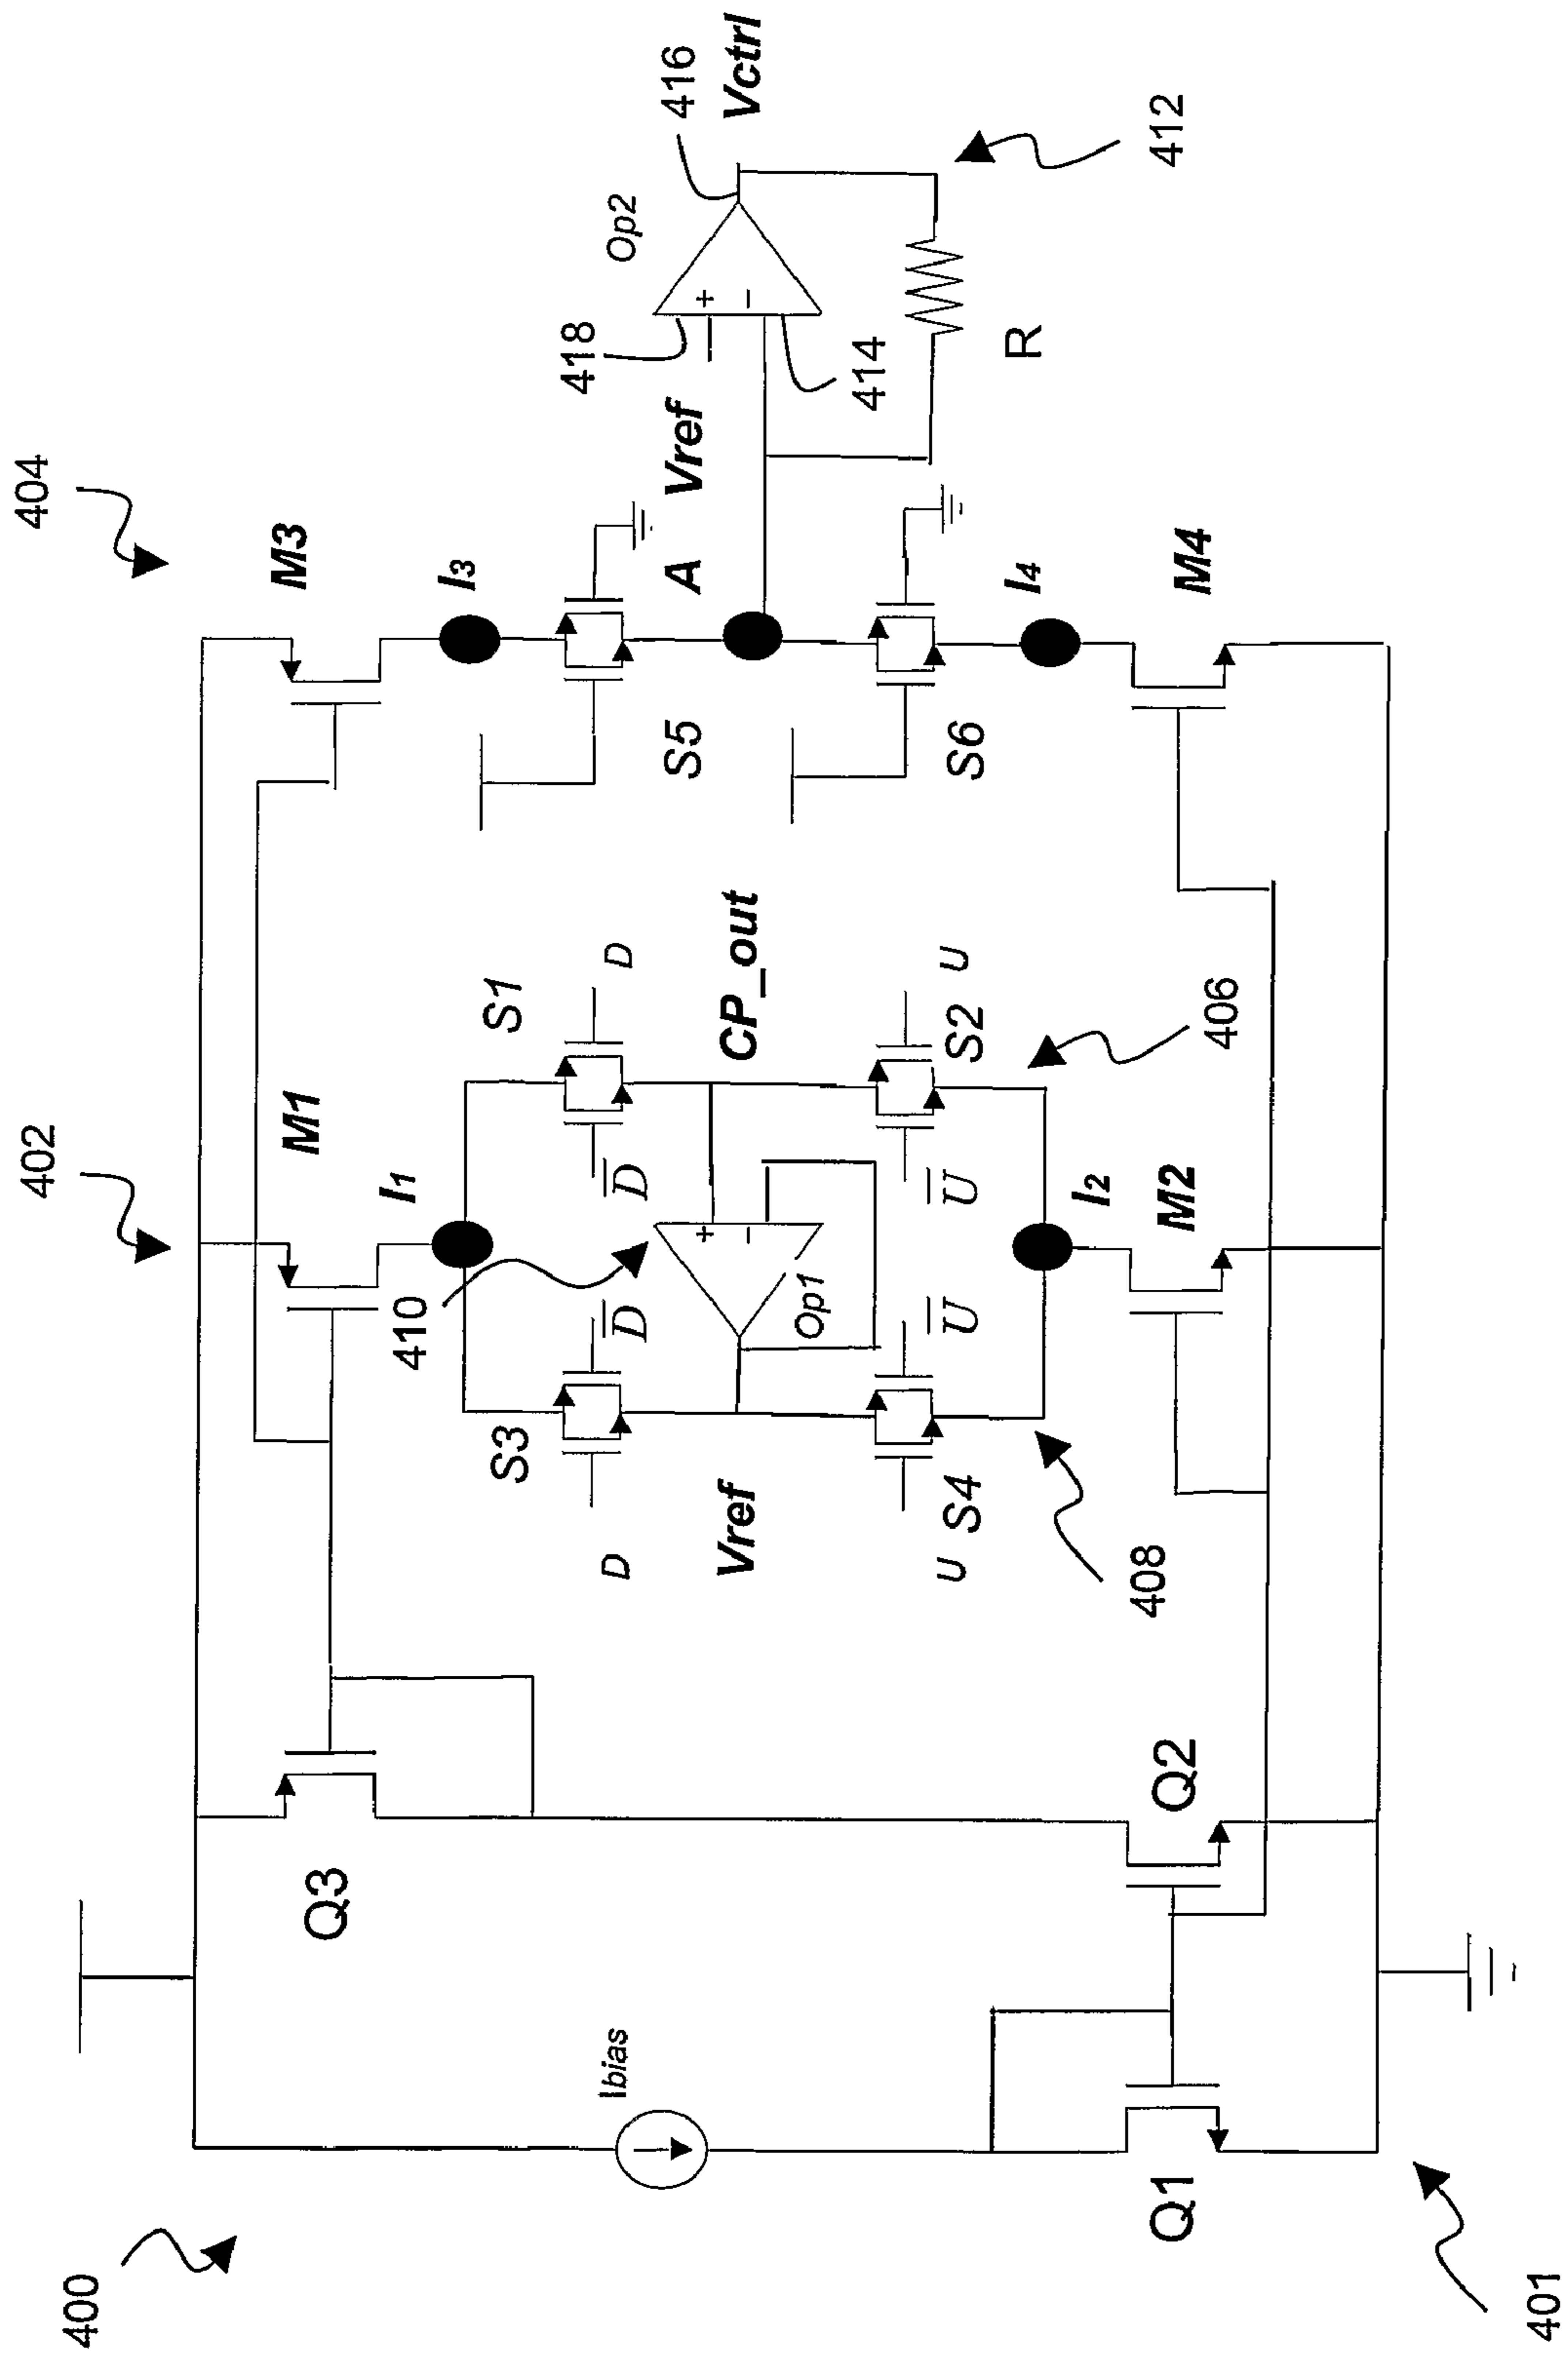 400
402
404
Q3
M1
M3
I1
I3
Ibias
410
S3
D
D
S1
D
D
S5
A
Vref
418
Op2
416
Vctrl
+
−
414
R
412
Vref
Op1
+
−
CP_out
U
S4
U
U
S2
U
S6
408
406
I2
I4
Q1
Q2
M2
M4
401